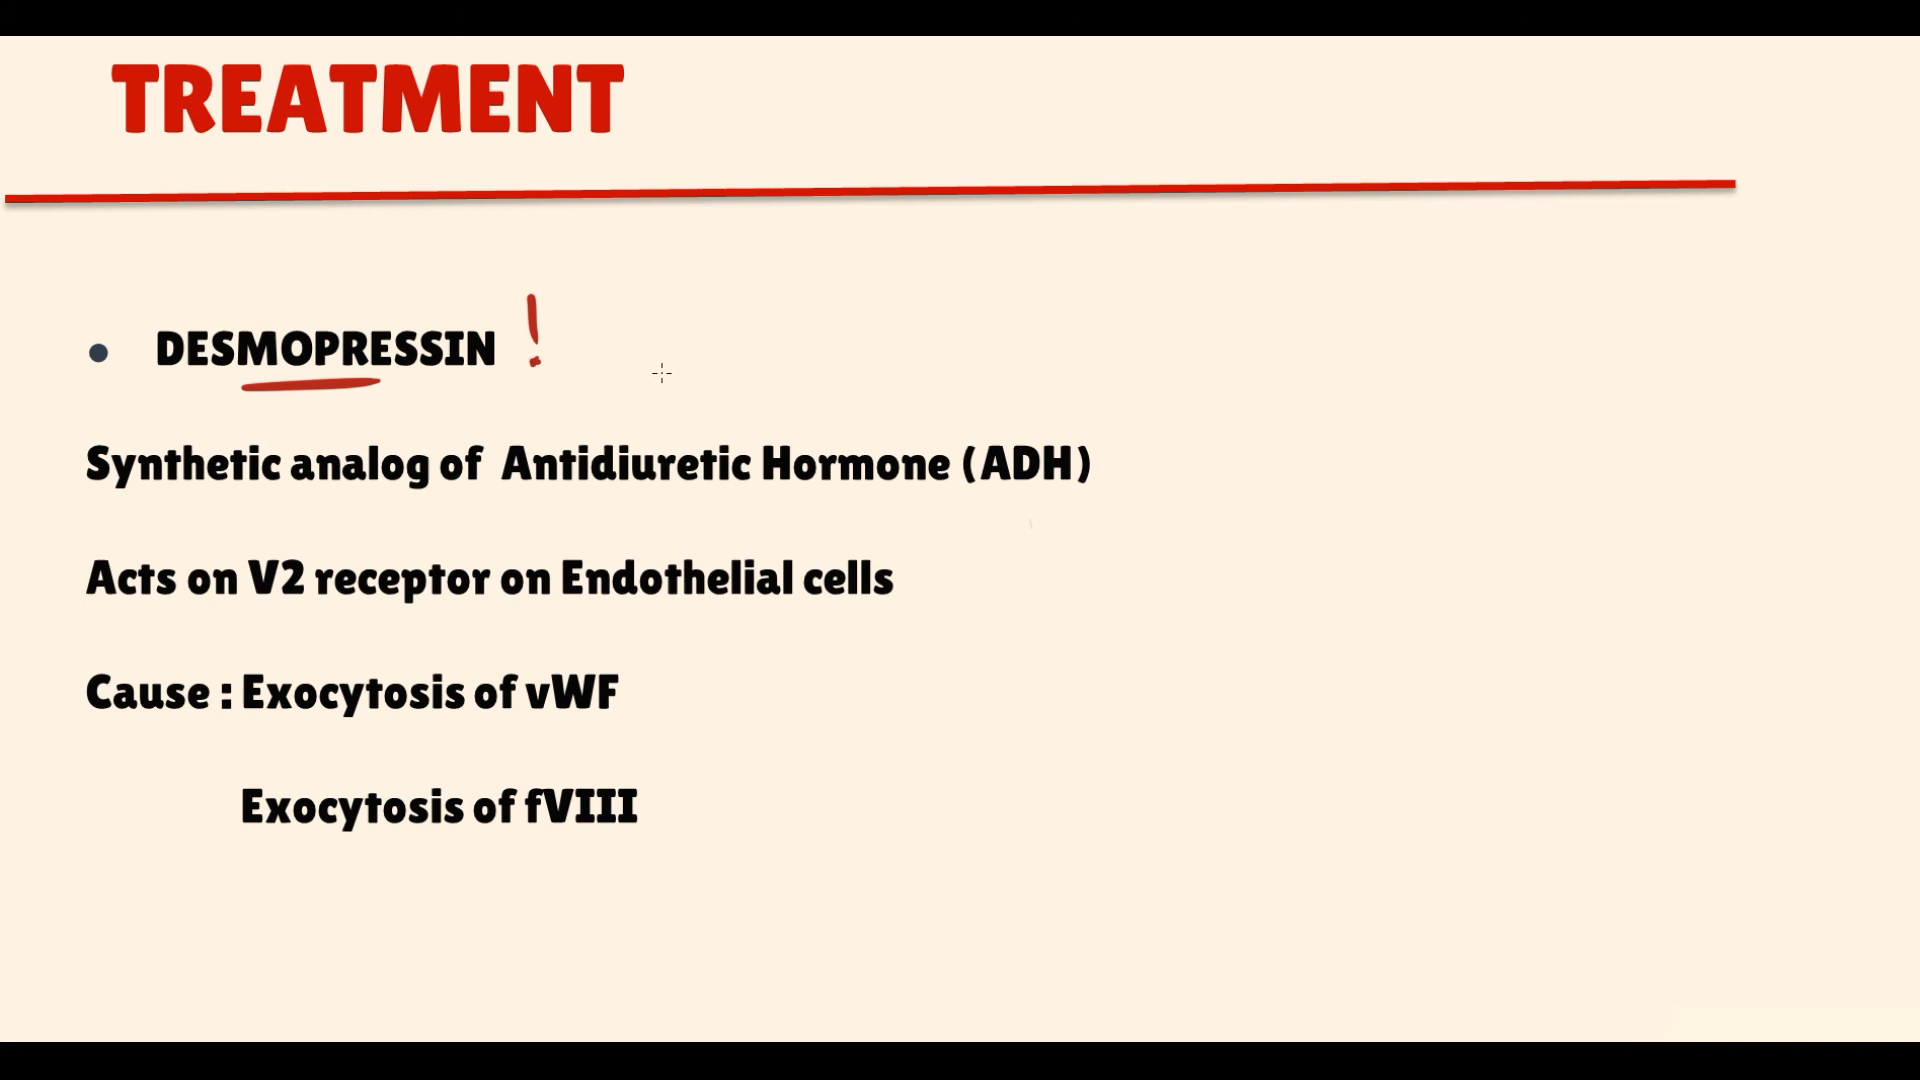 TREATMENT
• DESMOPRESSIN !
Synthetic analog of Antidiuretic Hormone (ADH)
Acts on V2 receptor on Endothelial cells
Cause : Exocytosis of vWF
Exocytosis of fVIII